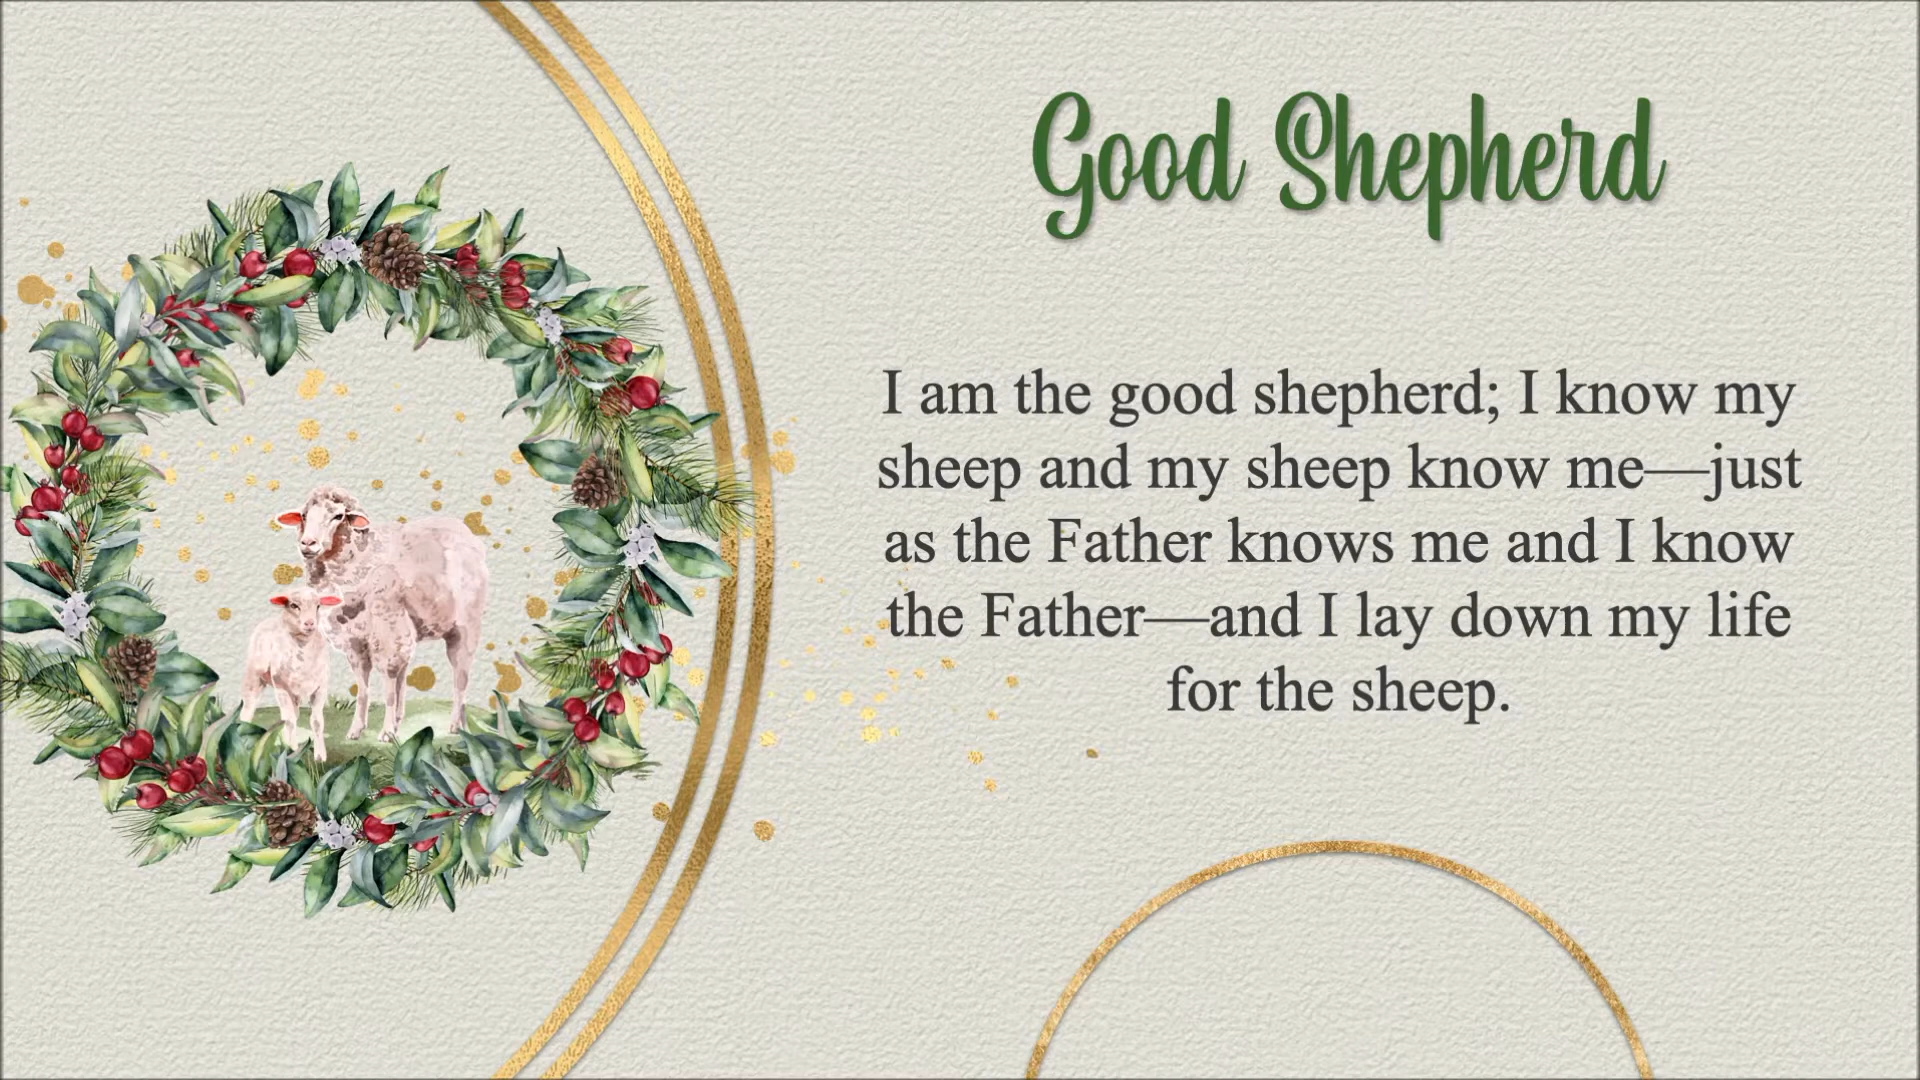 Good Shepherd
I am the good shepherd; I know my
sheep and my sheep know me—just
as the Father knows me and I know
the Father—and I lay down my life
for the sheep.